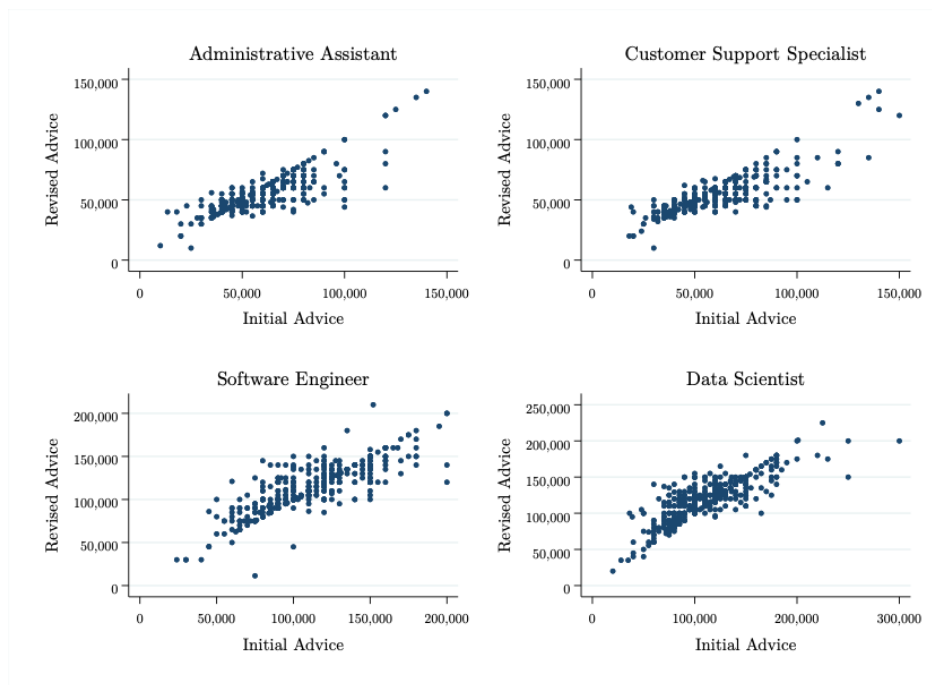 Administrative Assistant
150,000
100,000
50,000
0
Revised Advice
0 50,000 100,000 150,000
Initial Advice
Customer Support Specialist
150,000
100,000
50,000
0
Revised Advice
0 50,000 100,000 150,000
Initial Advice
Software Engineer
200,000
150,000
100,000
50,000
0
Revised Advice
0 50,000 100,000 150,000 200,000
Initial Advice
Data Scientist
250,000
200,000
150,000
100,000
50,000
0
Revised Advice
0 100,000 200,000 300,000
Initial Advice